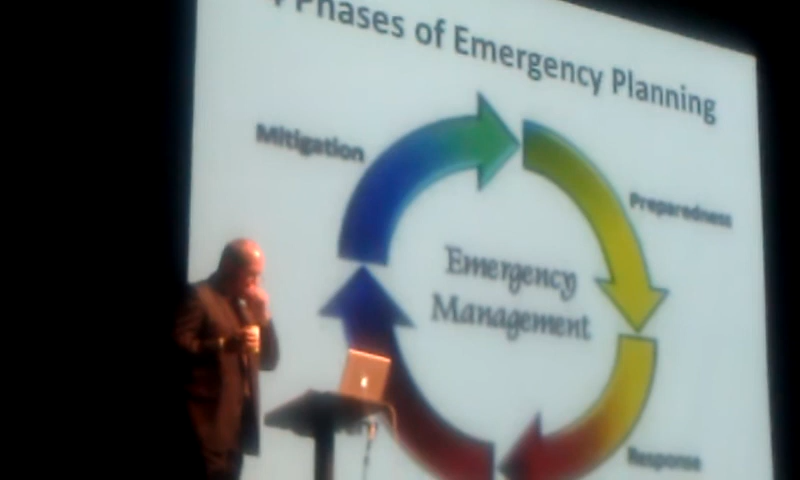 Phases of Emergency Planning
Mitigation
Preparedness
Emergency
Management
Response